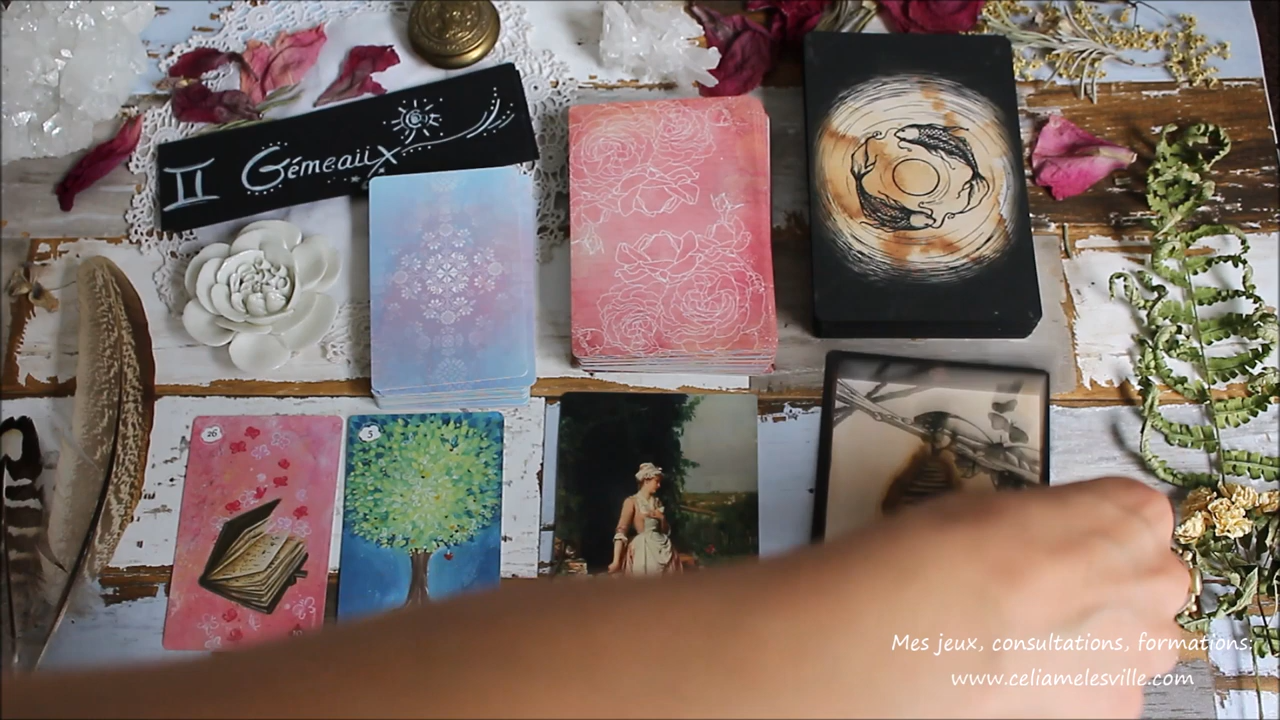 ♊ Gémeaux
26
5
Mes jeux, consultations, formations:
www.celiamelesville.com